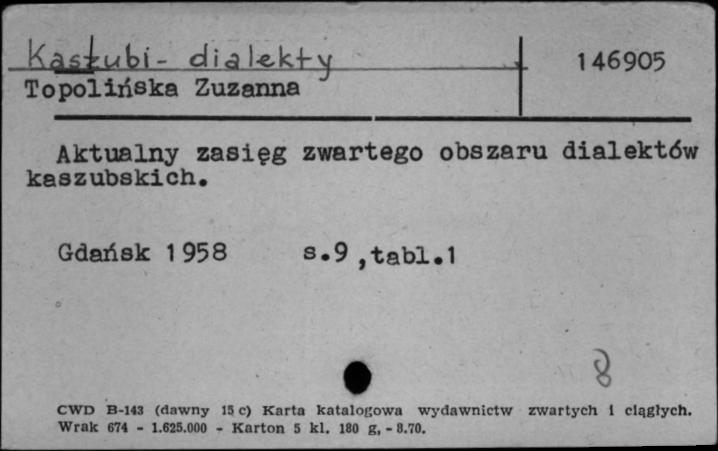 Kaszubi - dialekty
146905
Topolińska Zuzanna
Aktualny zasięg zwartego obszaru dialektów
kaszubskich.
Gdańsk 1958 s.9,tabl.1
8
CWD B-143 (dawny 15 c) Karta katalogowa wydawnictw zwartych i ciągłych.
Wrak 674 - 1.625.000 - Karton 5 kl. 180 g, - 8.70.